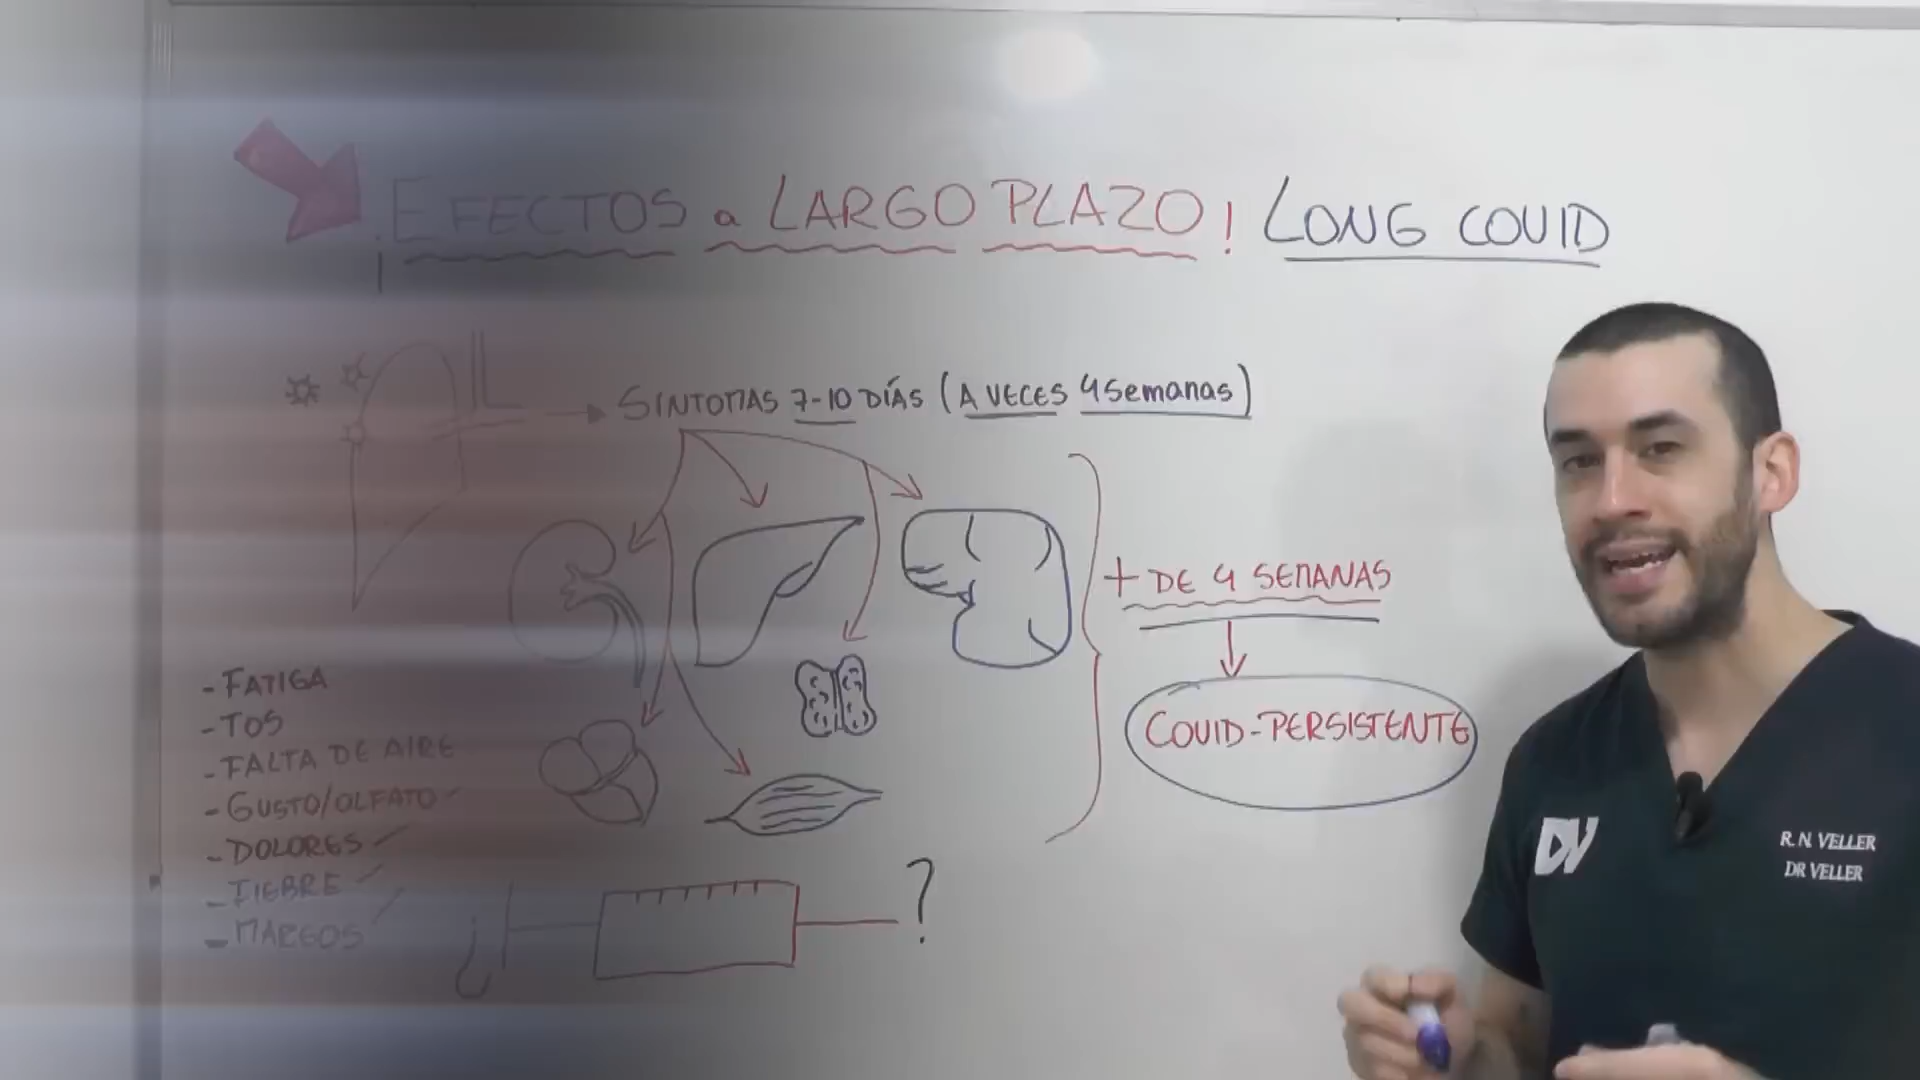 ¡EFECTOS a LARGO PLAZO! LONG COVID
SINTOMAS 7-10 DÍAS (A VECES 4 Semanas)
+ DE 4 SEMANAS
COVID-PERSISTENTE
- FATIGA
- TOS
- FALTA DE AIRE
- GUSTO/OLFATO
- DOLORES
- FIEBRE
- MAREOS
?
DV
R. N. VELLER
DR VELLER